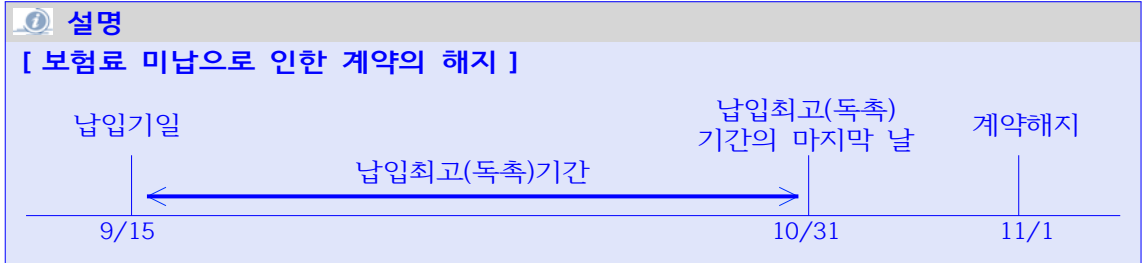 설명
[ 보험료 미납으로 인한 계약의 해지 ]
납입기일
납입최고(독촉)
기간의 마지막 날
계약해지
납입최고(독촉)기간
9/15
10/31
11/1